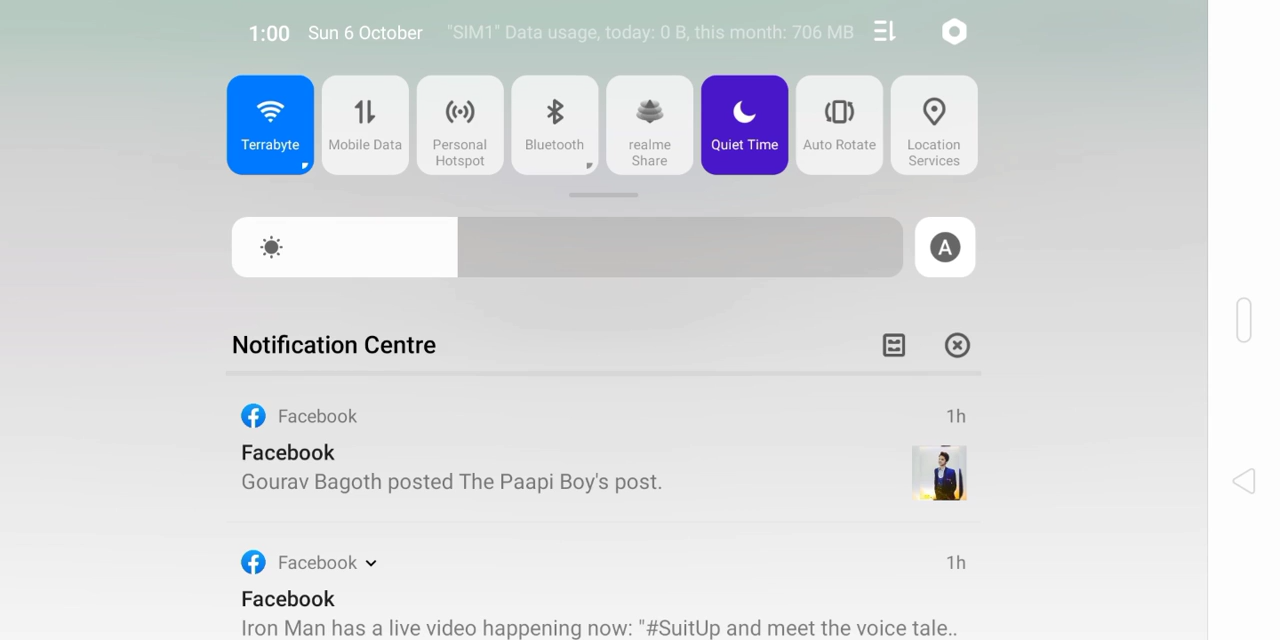 1:00 Sun 6 October "SIM1" Data usage, today: 0 B, this month: 706 MB
Terrabyte
Mobile Data
Personal
Hotspot
Bluetooth
realme
Share
Quiet Time
Auto Rotate
Location
Services
A
Notification Centre
Facebook 1h
Facebook
Gourav Bagoth posted The Paapi Boy's post.
Facebook 1h
Facebook
Iron Man has a live video happening now: "#SuitUp and meet the voice tale..